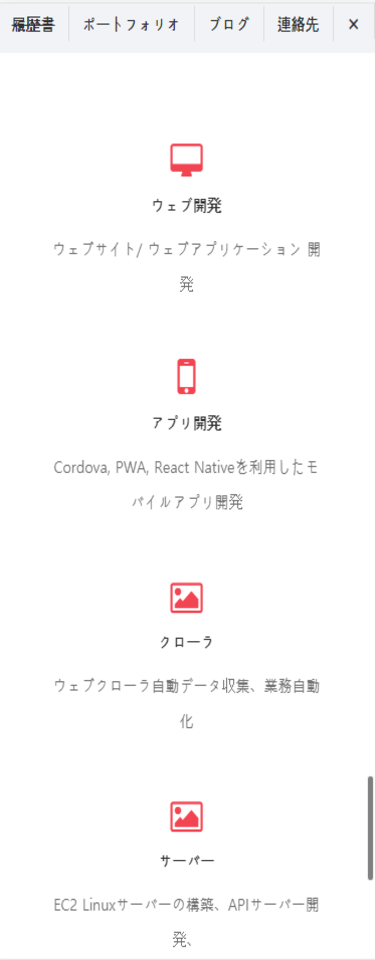 履歴書 ポートフォリオ ブログ 連絡先 ×
ウェブ開発
ウェブサイト/ ウェブアプリケーション 開
発
アプリ開発
Cordova, PWA, React Nativeを利用したモ
バイルアプリ開発
クローラ
ウェブクローラ自動データ収集、業務自動
化
サーバー
EC2 Linuxサーバーの構築、APIサーバー開
発、